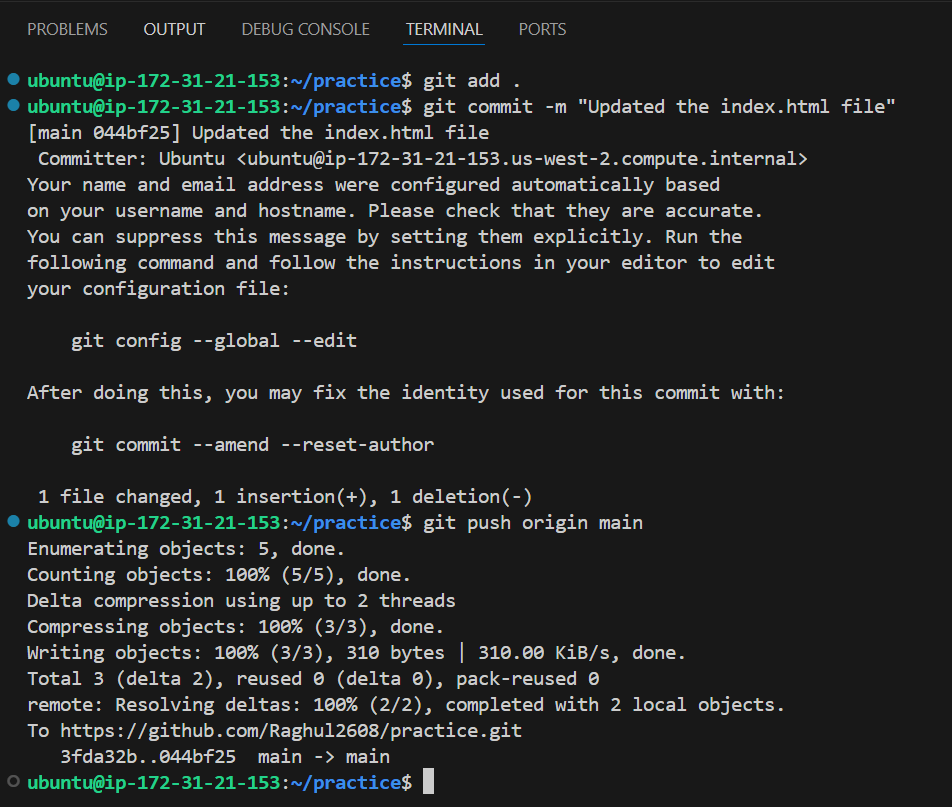 PROBLEMS OUTPUT DEBUG CONSOLE TERMINAL PORTS
ubuntu@ip-172-31-21-153:~/practice$ git add .
ubuntu@ip-172-31-21-153:~/practice$ git commit -m "Updated the index.html file"
[main 044bf25] Updated the index.html file
 Committer: Ubuntu <ubuntu@ip-172-31-21-153.us-west-2.compute.internal>
Your name and email address were configured automatically based
on your username and hostname. Please check that they are accurate.
You can suppress this message by setting them explicitly. Run the
following command and follow the instructions in your editor to edit
your configuration file:
    git config --global --edit
After doing this, you may fix the identity used for this commit with:
    git commit --amend --reset-author
 1 file changed, 1 insertion(+), 1 deletion(-)
ubuntu@ip-172-31-21-153:~/practice$ git push origin main
Enumerating objects: 5, done.
Counting objects: 100% (5/5), done.
Delta compression using up to 2 threads
Compressing objects: 100% (3/3), done.
Writing objects: 100% (3/3), 310 bytes | 310.00 KiB/s, done.
Total 3 (delta 2), reused 0 (delta 0), pack-reused 0
remote: Resolving deltas: 100% (2/2), completed with 2 local objects.
To https://github.com/Raghul2608/practice.git
   3fda32b..044bf25  main -> main
ubuntu@ip-172-31-21-153:~/practice$